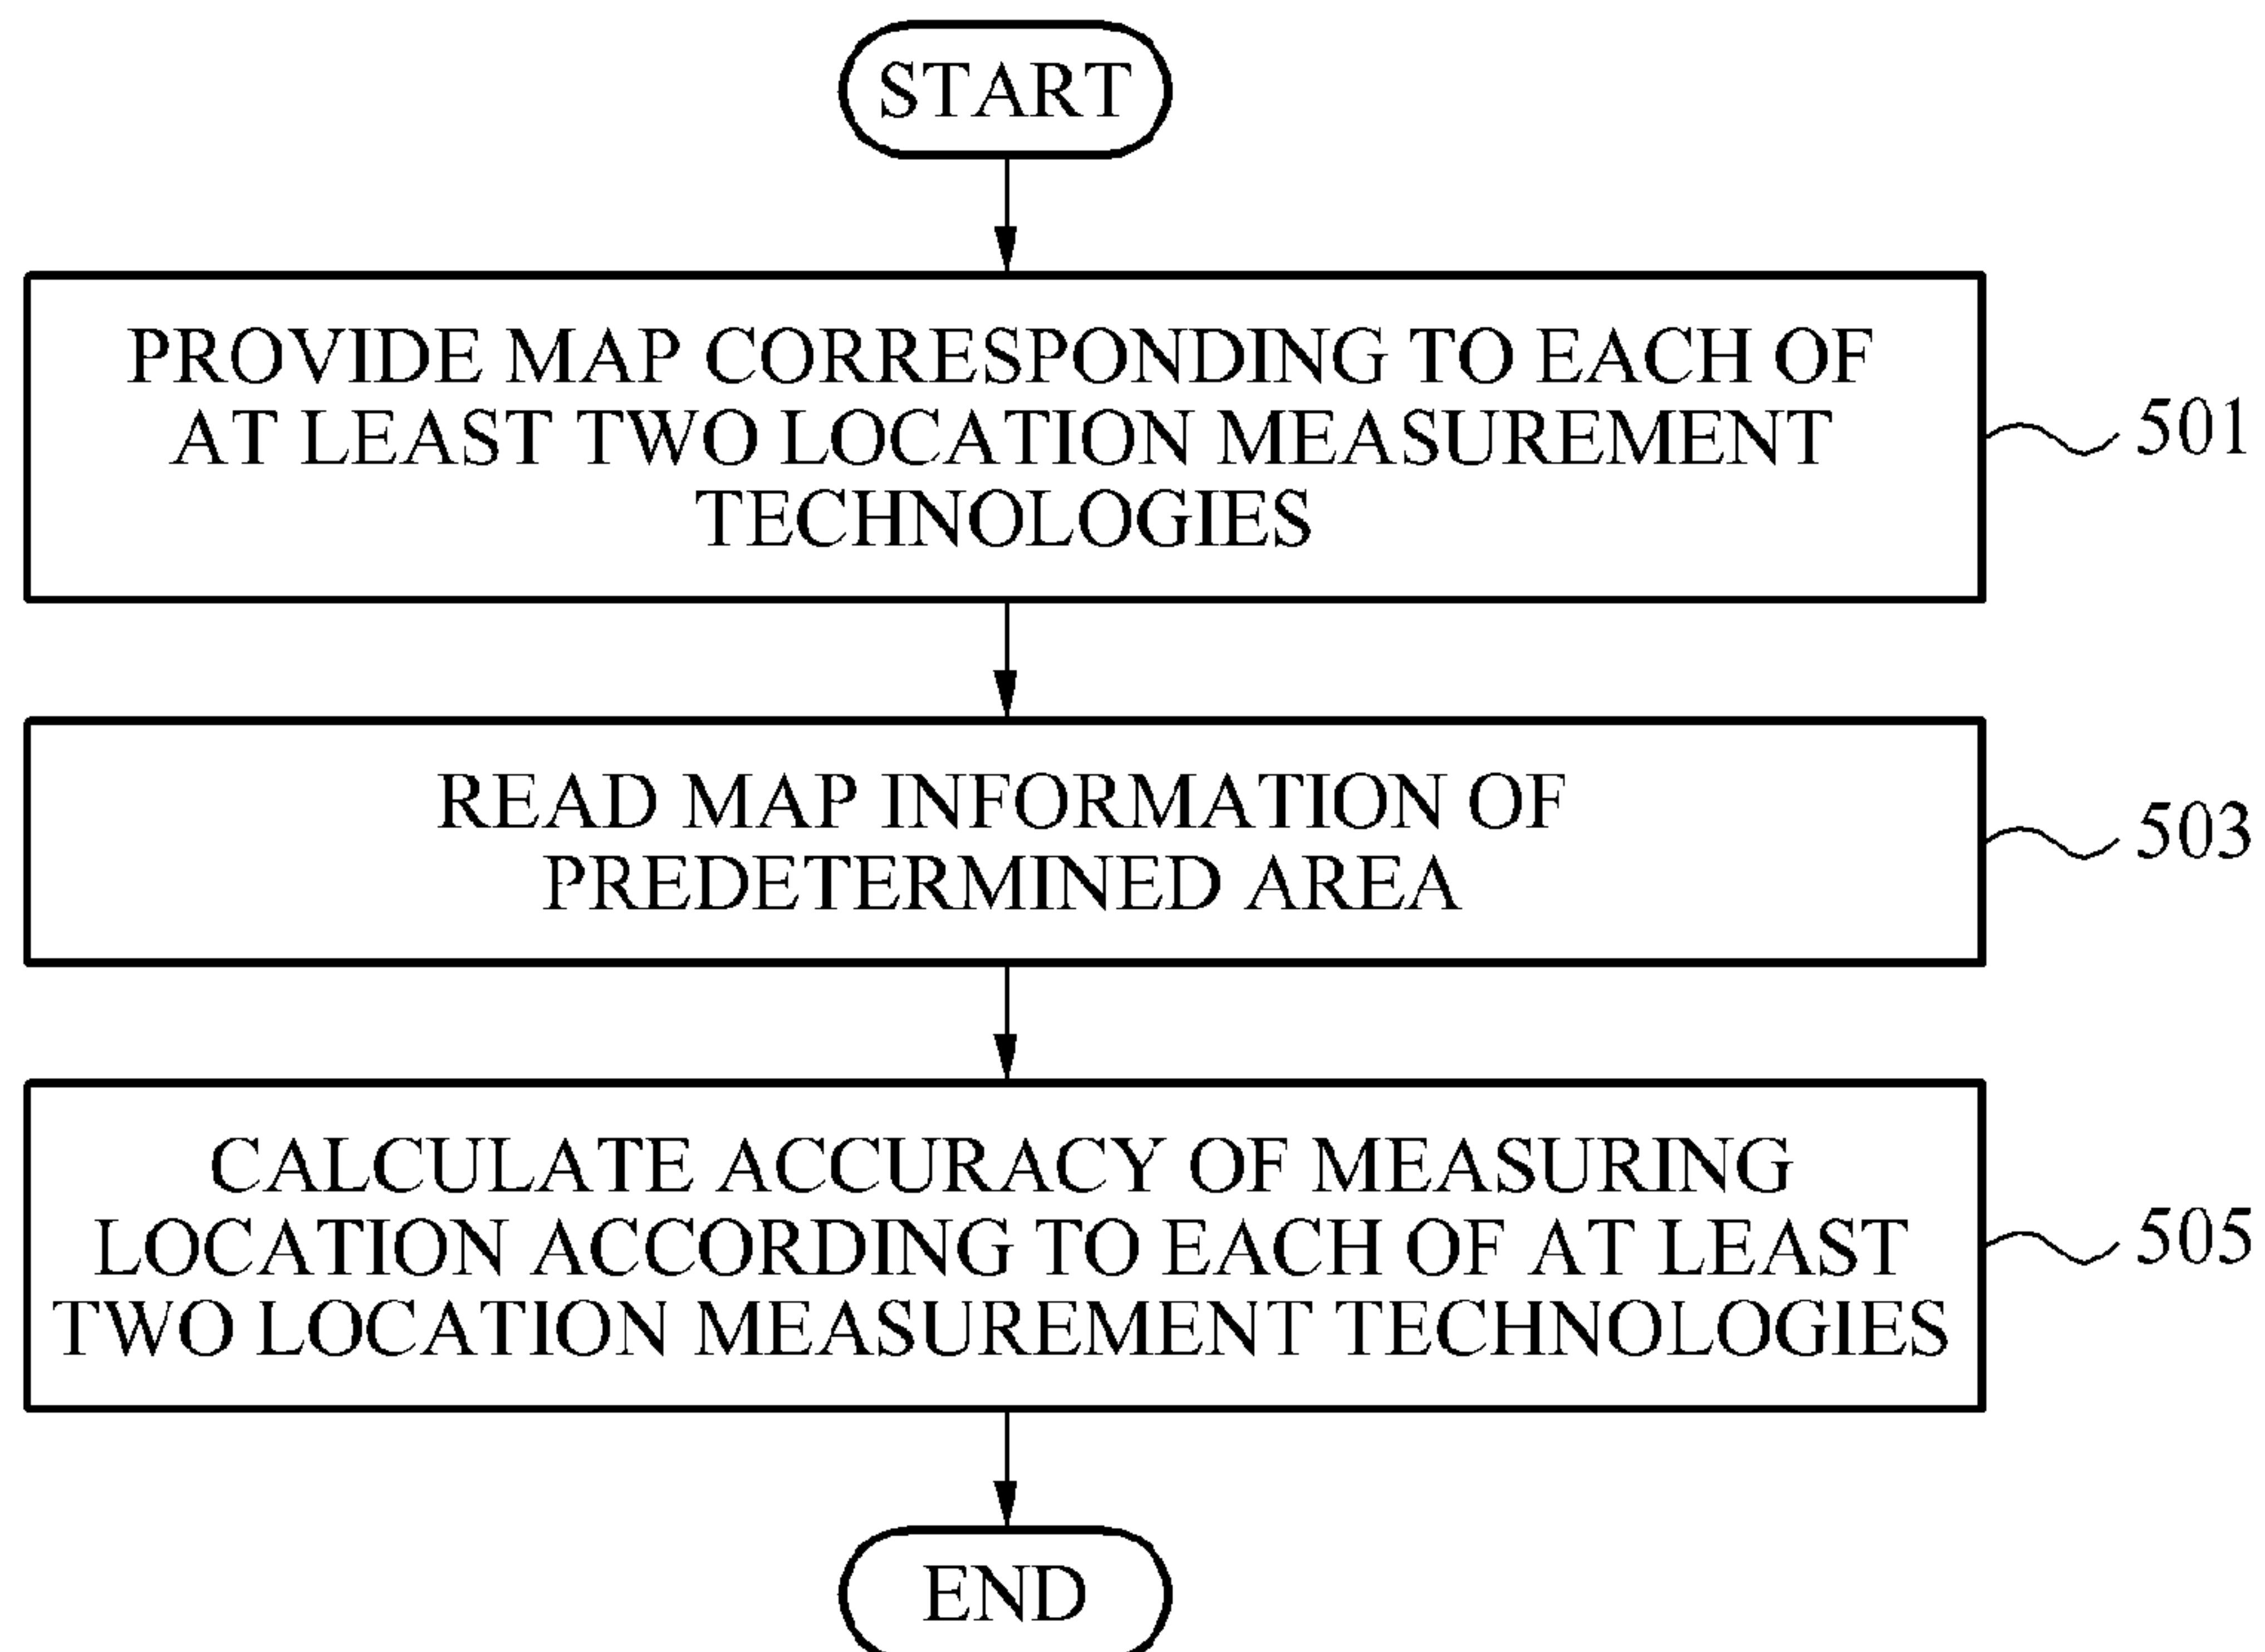 START
PROVIDE MAP CORRESPONDING TO EACH OF
AT LEAST TWO LOCATION MEASUREMENT
TECHNOLOGIES
501
READ MAP INFORMATION OF
PREDETERMINED AREA
503
CALCULATE ACCURACY OF MEASURING
LOCATION ACCORDING TO EACH OF AT LEAST
TWO LOCATION MEASUREMENT TECHNOLOGIES
505
END